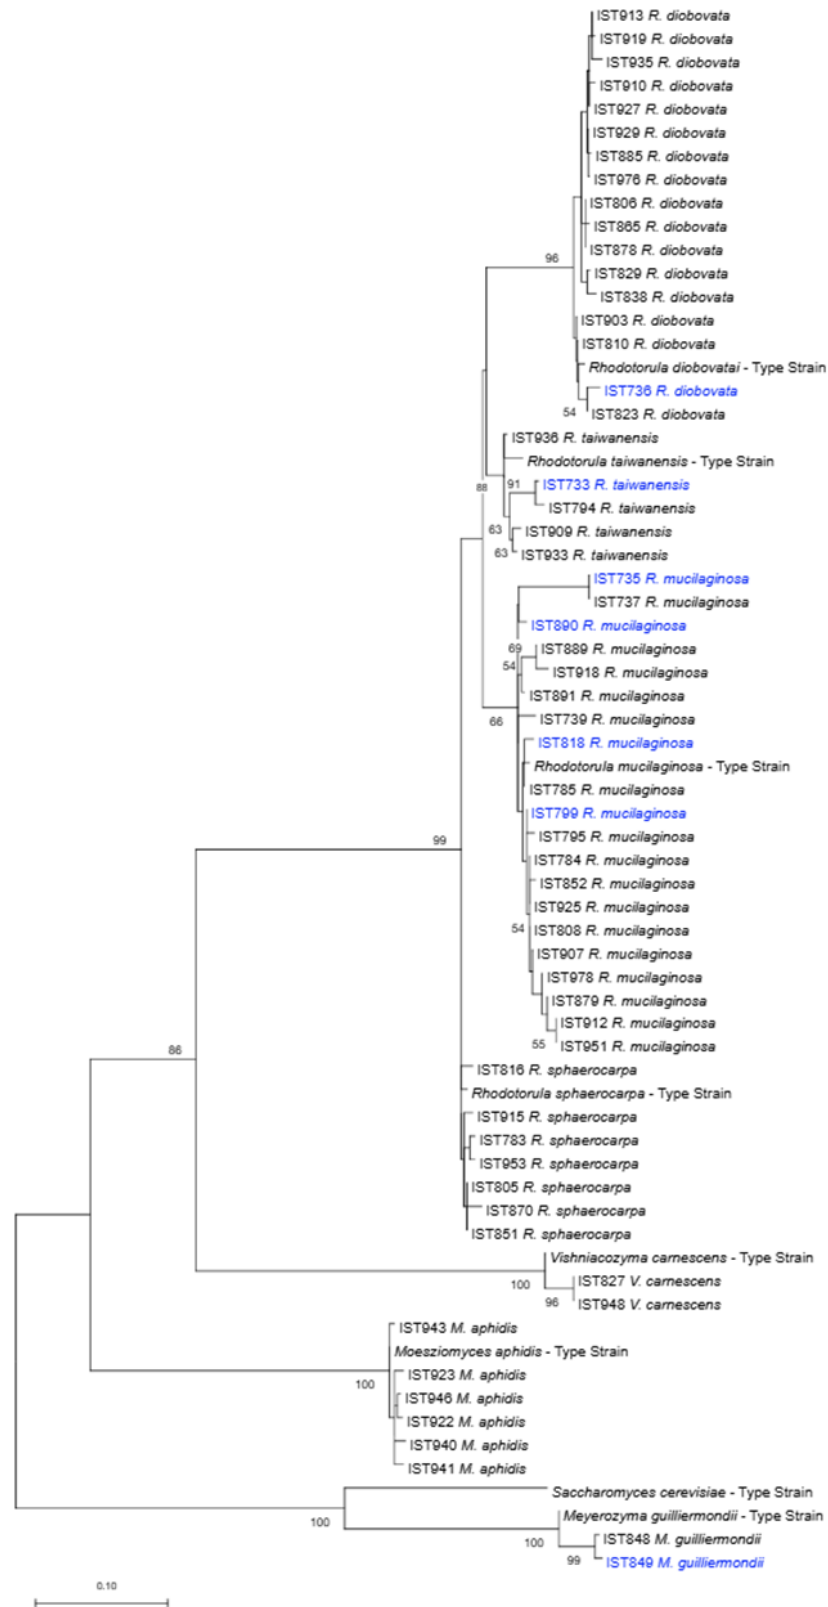 IST913 R. diobovata
IST919 R. diobovata
IST935 R. diobovata
IST910 R. diobovata
IST927 R. diobovata
IST929 R. diobovata
IST885 R. diobovata
IST976 R. diobovata
IST806 R. diobovata
IST865 R. diobovata
IST878 R. diobovata
96
IST829 R. diobovata
IST838 R. diobovata
IST903 R. diobovata
IST810 R. diobovata
Rhodotorula diobovatai - Type Strain
IST736 R. diobovata
54
IST823 R. diobovata
IST936 R. taiwanensis
Rhodotorula taiwanensis - Type Strain
88
91
IST733 R. taiwanensis
IST794 R. taiwanensis
63
IST909 R. taiwanensis
63
IST933 R. taiwanensis
IST735 R. mucilaginosa
IST737 R. mucilaginosa
IST890 R. mucilaginosa
69
IST889 R. mucilaginosa
54
IST918 R. mucilaginosa
IST891 R. mucilaginosa
66
IST739 R. mucilaginosa
IST818 R. mucilaginosa
Rhodotorula mucilaginosa - Type Strain
IST785 R. mucilaginosa
IST799 R. mucilaginosa
99
IST795 R. mucilaginosa
IST784 R. mucilaginosa
IST852 R. mucilaginosa
IST925 R. mucilaginosa
54
IST808 R. mucilaginosa
IST907 R. mucilaginosa
IST978 R. mucilaginosa
IST879 R. mucilaginosa
IST912 R. mucilaginosa
55
IST951 R. mucilaginosa
86
IST816 R. sphaerocarpa
Rhodotorula sphaerocarpa - Type Strain
IST915 R. sphaerocarpa
IST783 R. sphaerocarpa
IST953 R. sphaerocarpa
IST805 R. sphaerocarpa
IST870 R. sphaerocarpa
IST851 R. sphaerocarpa
Vishniacozyma carnescens - Type Strain
100
IST827 V. carnescens
96
IST948 V. carnescens
IST943 M. aphidis
Moesziomyces aphidis - Type Strain
100
IST923 M. aphidis
IST946 M. aphidis
IST922 M. aphidis
IST940 M. aphidis
IST941 M. aphidis
Saccharomyces cerevisiae - Type Strain
100
Meyerozyma guilliermondii - Type Strain
100
IST848 M. guilliermondii
99
IST849 M. guilliermondii
0.10